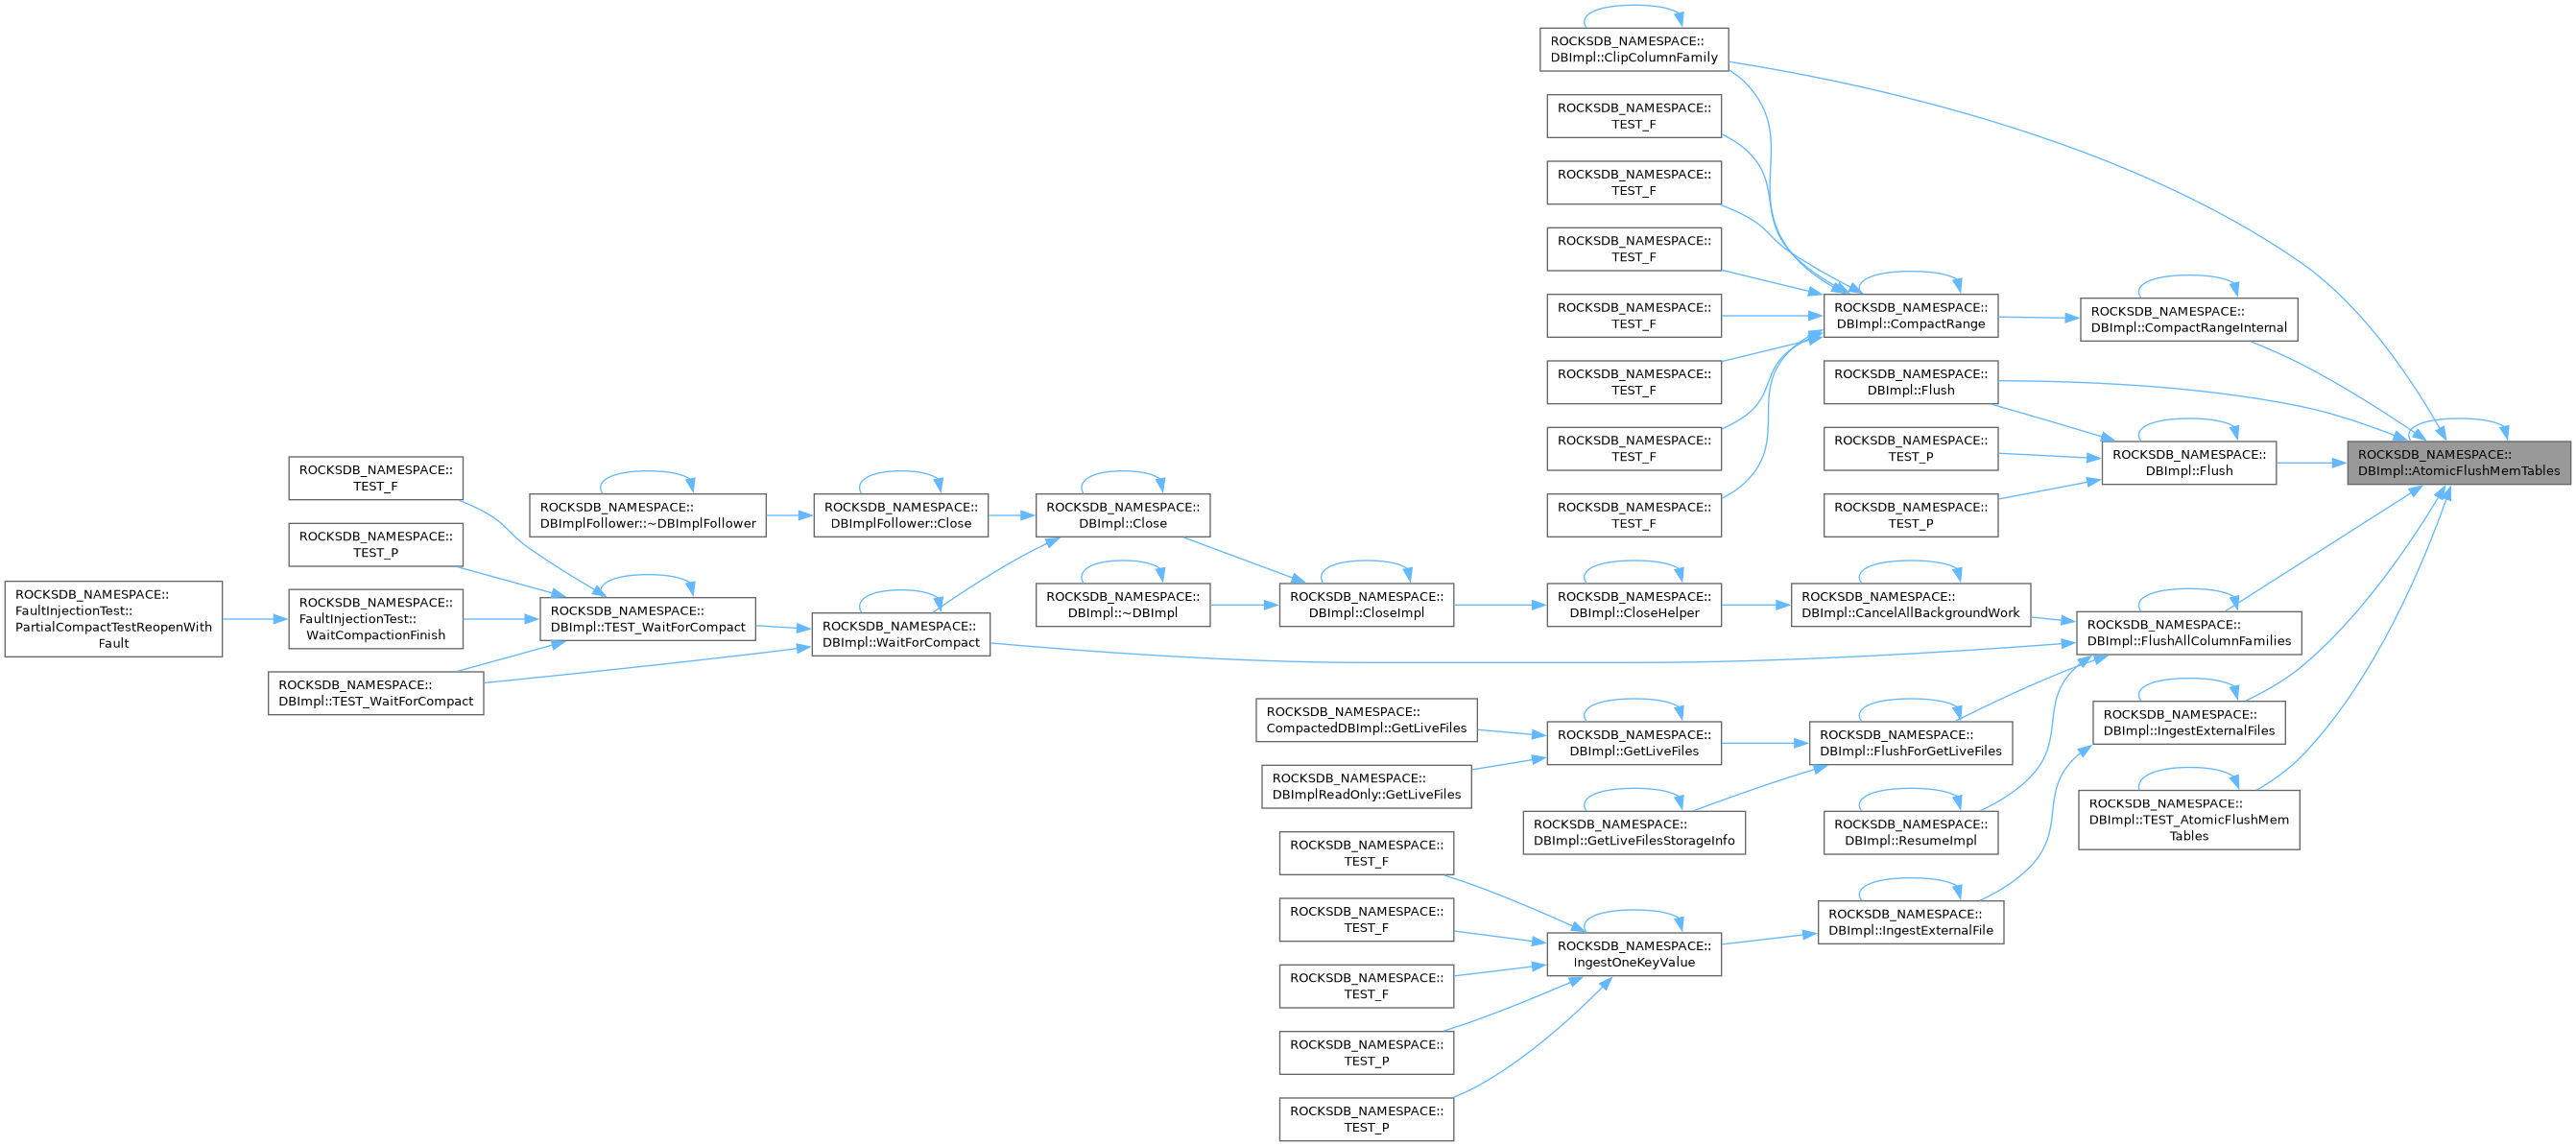 ROCKSDB_NAMESPACE::
DBImpl::ClipColumnFamily
ROCKSDB_NAMESPACE::
TEST_F
ROCKSDB_NAMESPACE::
TEST_F
ROCKSDB_NAMESPACE::
TEST_F
ROCKSDB_NAMESPACE::
TEST_F
ROCKSDB_NAMESPACE::
TEST_F
ROCKSDB_NAMESPACE::
TEST_F
ROCKSDB_NAMESPACE::
TEST_F
ROCKSDB_NAMESPACE::
DBImpl::CompactRange
ROCKSDB_NAMESPACE::
DBImpl::CompactRangeInternal
ROCKSDB_NAMESPACE::
DBImpl::Flush
ROCKSDB_NAMESPACE::
TEST_P
ROCKSDB_NAMESPACE::
TEST_P
ROCKSDB_NAMESPACE::
DBImpl::Flush
ROCKSDB_NAMESPACE::
DBImpl::AtomicFlushMemTables
ROCKSDB_NAMESPACE::
TEST_F
ROCKSDB_NAMESPACE::
TEST_P
ROCKSDB_NAMESPACE::
FaultInjectionTest::
PartialCompactTestReopenWith
Fault
ROCKSDB_NAMESPACE::
FaultInjectionTest::
WaitCompactionFinish
ROCKSDB_NAMESPACE::
DBImpl::TEST_WaitForCompact
ROCKSDB_NAMESPACE::
DBImpl::TEST_WaitForCompact
ROCKSDB_NAMESPACE::
DBImplFollower::~DBImplFollower
ROCKSDB_NAMESPACE::
DBImplFollower::Close
ROCKSDB_NAMESPACE::
DBImpl::Close
ROCKSDB_NAMESPACE::
DBImpl::WaitForCompact
ROCKSDB_NAMESPACE::
DBImpl::~DBImpl
ROCKSDB_NAMESPACE::
DBImpl::CloseImpl
ROCKSDB_NAMESPACE::
DBImpl::CloseHelper
ROCKSDB_NAMESPACE::
DBImpl::CancelAllBackgroundWork
ROCKSDB_NAMESPACE::
DBImpl::FlushAllColumnFamilies
ROCKSDB_NAMESPACE::
CompactedDBImpl::GetLiveFiles
ROCKSDB_NAMESPACE::
DBImplReadOnly::GetLiveFiles
ROCKSDB_NAMESPACE::
DBImpl::GetLiveFiles
ROCKSDB_NAMESPACE::
DBImpl::FlushForGetLiveFiles
ROCKSDB_NAMESPACE::
DBImpl::GetLiveFilesStorageInfo
ROCKSDB_NAMESPACE::
DBImpl::ResumeImpl
ROCKSDB_NAMESPACE::
DBImpl::IngestExternalFiles
ROCKSDB_NAMESPACE::
DBImpl::TEST_AtomicFlushMem
Tables
ROCKSDB_NAMESPACE::
TEST_F
ROCKSDB_NAMESPACE::
TEST_F
ROCKSDB_NAMESPACE::
TEST_F
ROCKSDB_NAMESPACE::
TEST_P
ROCKSDB_NAMESPACE::
TEST_P
ROCKSDB_NAMESPACE::
IngestOneKeyValue
ROCKSDB_NAMESPACE::
DBImpl::IngestExternalFile